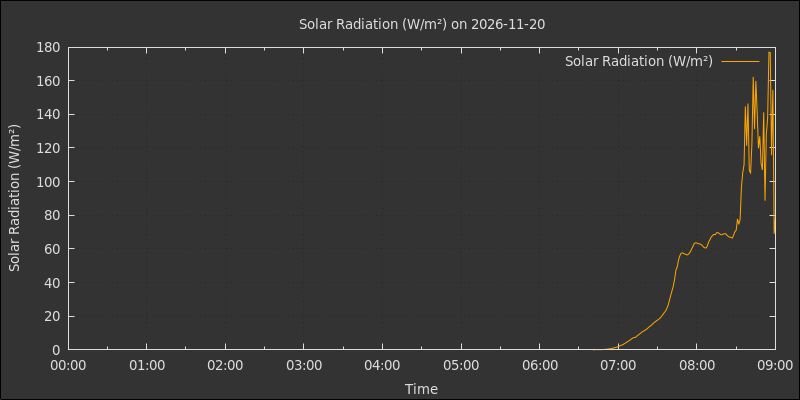 Solar Radiation (W/m²) on 2026-11-20
Solar Radiation (W/m²)
Solar Radiation (W/m²)
180
160
140
120
100
80
60
40
20
0
00:00 01:00 02:00 03:00 04:00 05:00 06:00 07:00 08:00 09:00
Time